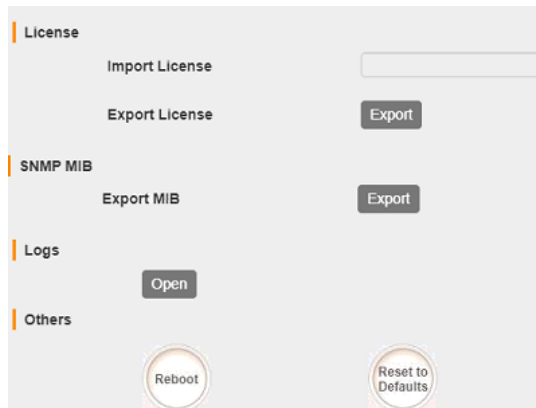 License
Import License
Export License Export
SNMP MIB
Export MIB Export
Logs
Open
Others
Reboot Reset to
Defaults